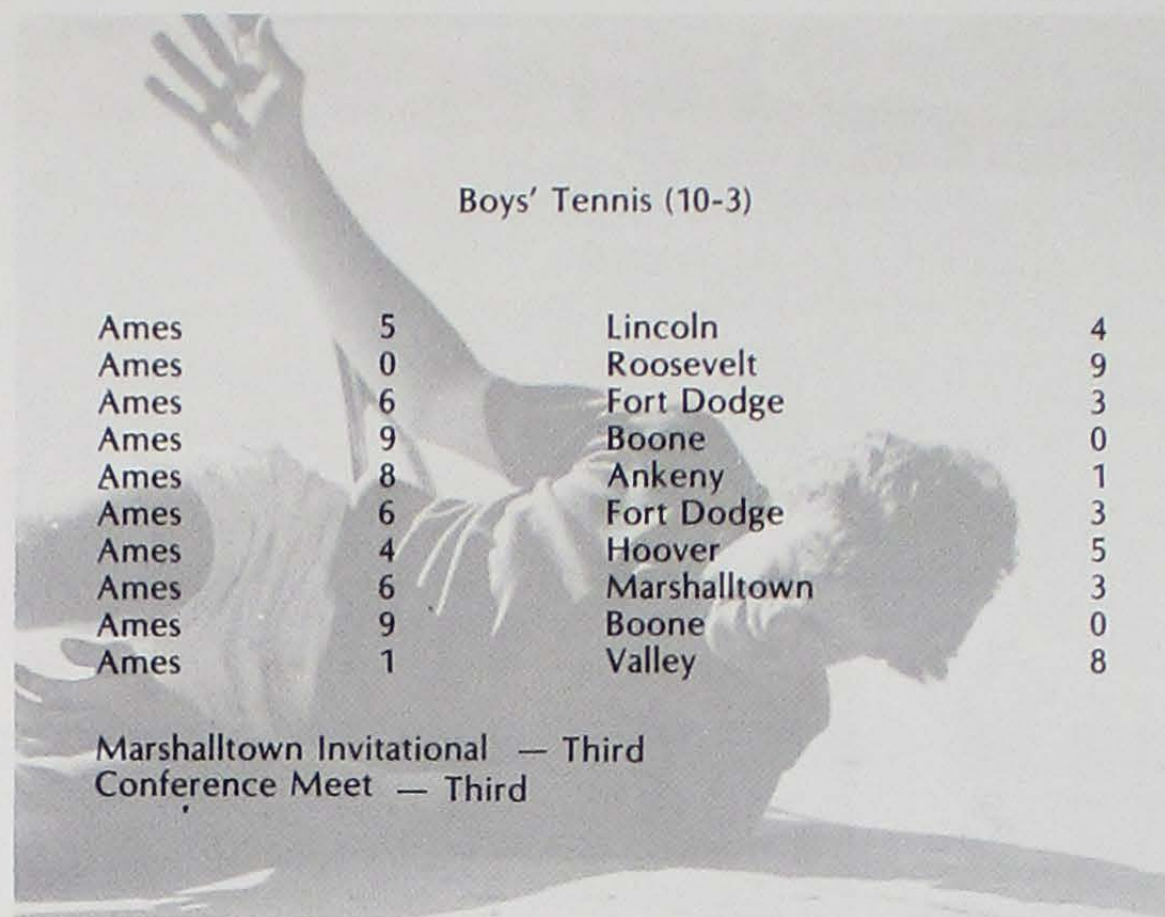 Boys' Tennis (10-3)
Ames 5 Lincoln 4
Ames 0 Roosevelt 9
Ames 6 Fort Dodge 3
Ames 9 Boone 0
Ames 8 Ankeny 1
Ames 6 Fort Dodge 3
Ames 4 Hoover 5
Ames 6 Marshalltown 3
Ames 9 Boone 0
Ames 1 Valley 8
Marshalltown Invitational — Third
Conference Meet — Third